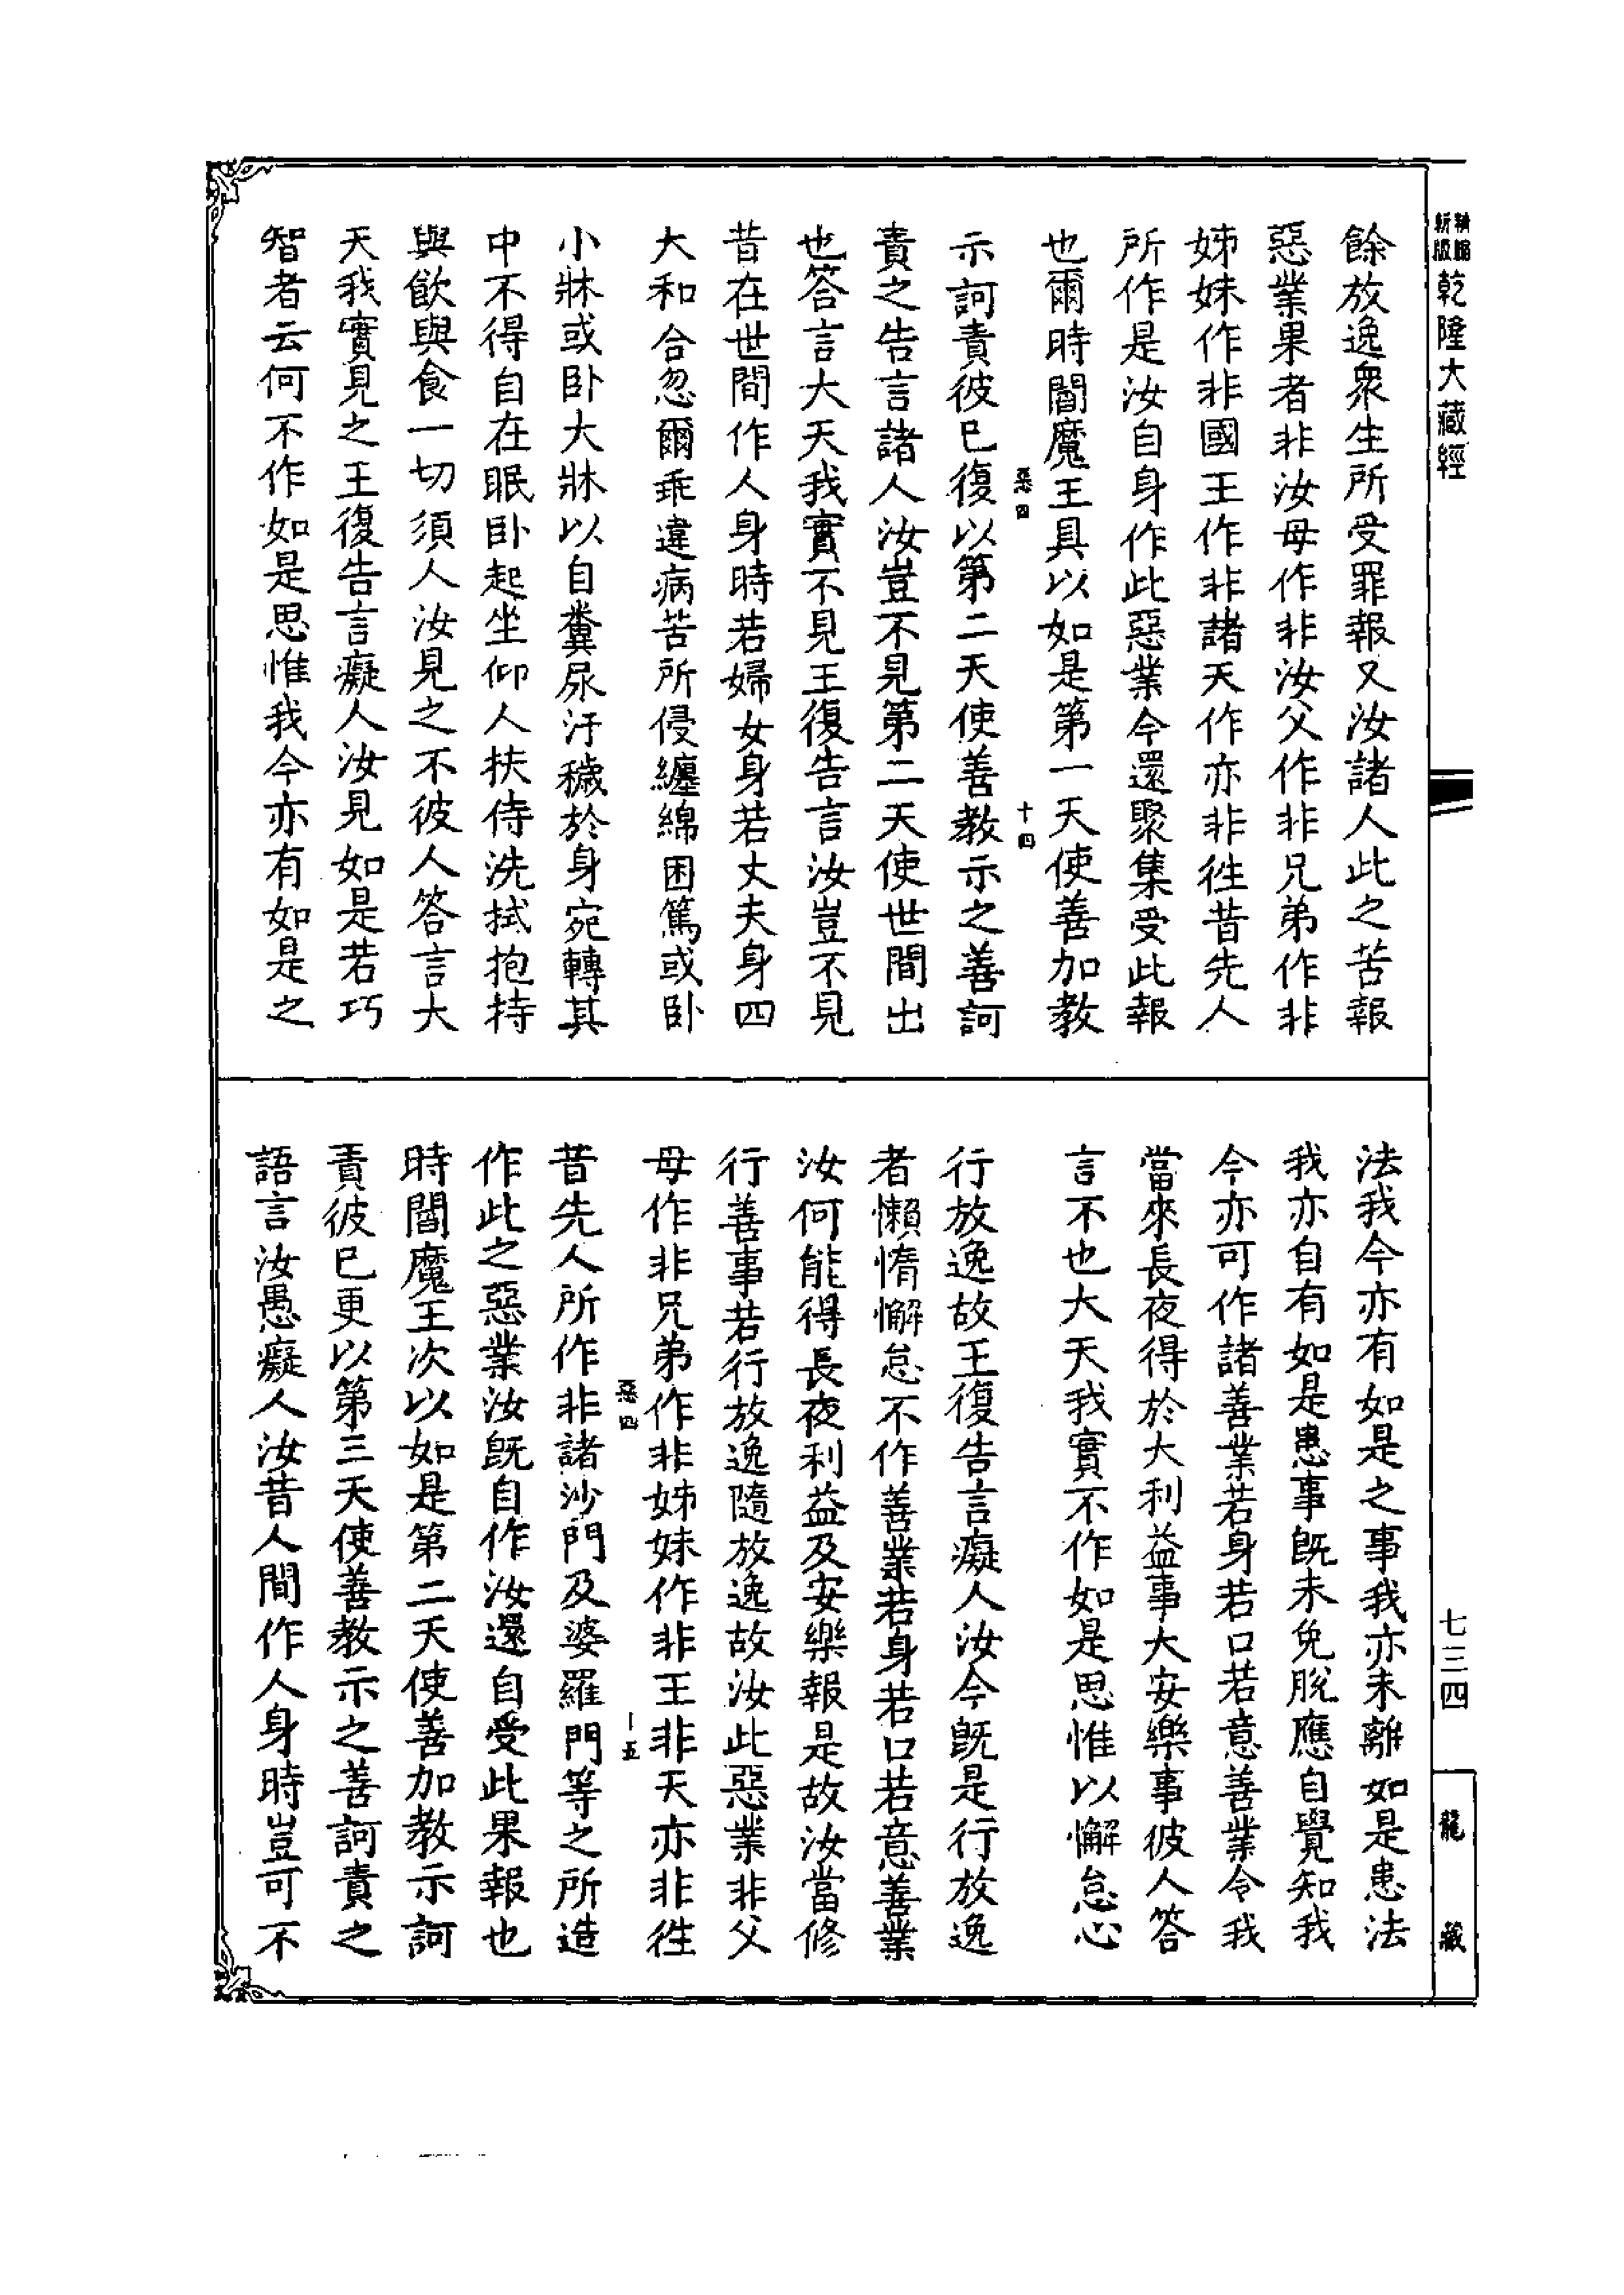 新版
精縮
乾隆大藏經
餘放逸衆生所受罪報又汝諸人此之苦報
惡業果者非汝母作非汝父作非兄弟作非
姊妹作非國王作非諸天作亦非徃昔先人
所作是汝自身作此惡業今還聚集受此報
也爾時閻魔王具以如是第一天使善加教
惡四
十四
示訶責彼已復以第二天使善教示之善訶
責之告言諸人汝豈不見第二天使世間出
也答言大天我實不見王復告言汝豈不見
昔在世間作人身時若婦女身若丈夫身四
大和合忽爾乖違病苦所侵纏綿困篤或卧
小牀或卧大牀以自糞尿汙穢於身宛轉其
中不得自在眠卧起坐仰人扶侍洗拭抱持
與飲與食一切須人汝見之不彼人答言大
天我實見之王復告言癡人汝見如是若巧
智者云何不作如是思惟我今亦有如是之
法我今亦有如是之事我亦未離如是患法
我亦自有如是患事旣未免脫應自覺知我
今亦可作諸善業若身若口若意善業令我
當來長夜得於大利益事大安樂事彼人答
言不也大天我實不作如是思惟以懈怠心
行放逸故王復告言癡人汝今旣是行放逸
者懶惰懈怠不作善業若身若口若意善業
汝何能得長夜利益及安樂報是故汝當修
行善事若行放逸隨放逸故汝此惡業非父
母作非兄弟作非姊妹作非王非天亦非徃
惡四
十五
昔先人所作非諸沙門及婆羅門等之所造
作此之惡業汝旣自作汝還自受此果報也
時閻魔王次以如是第二天使善加教示訶
責彼已更以第三天使善教示之善訶責之
語言汝愚癡人汝昔人間作人身時豈可不
七三四
龍藏